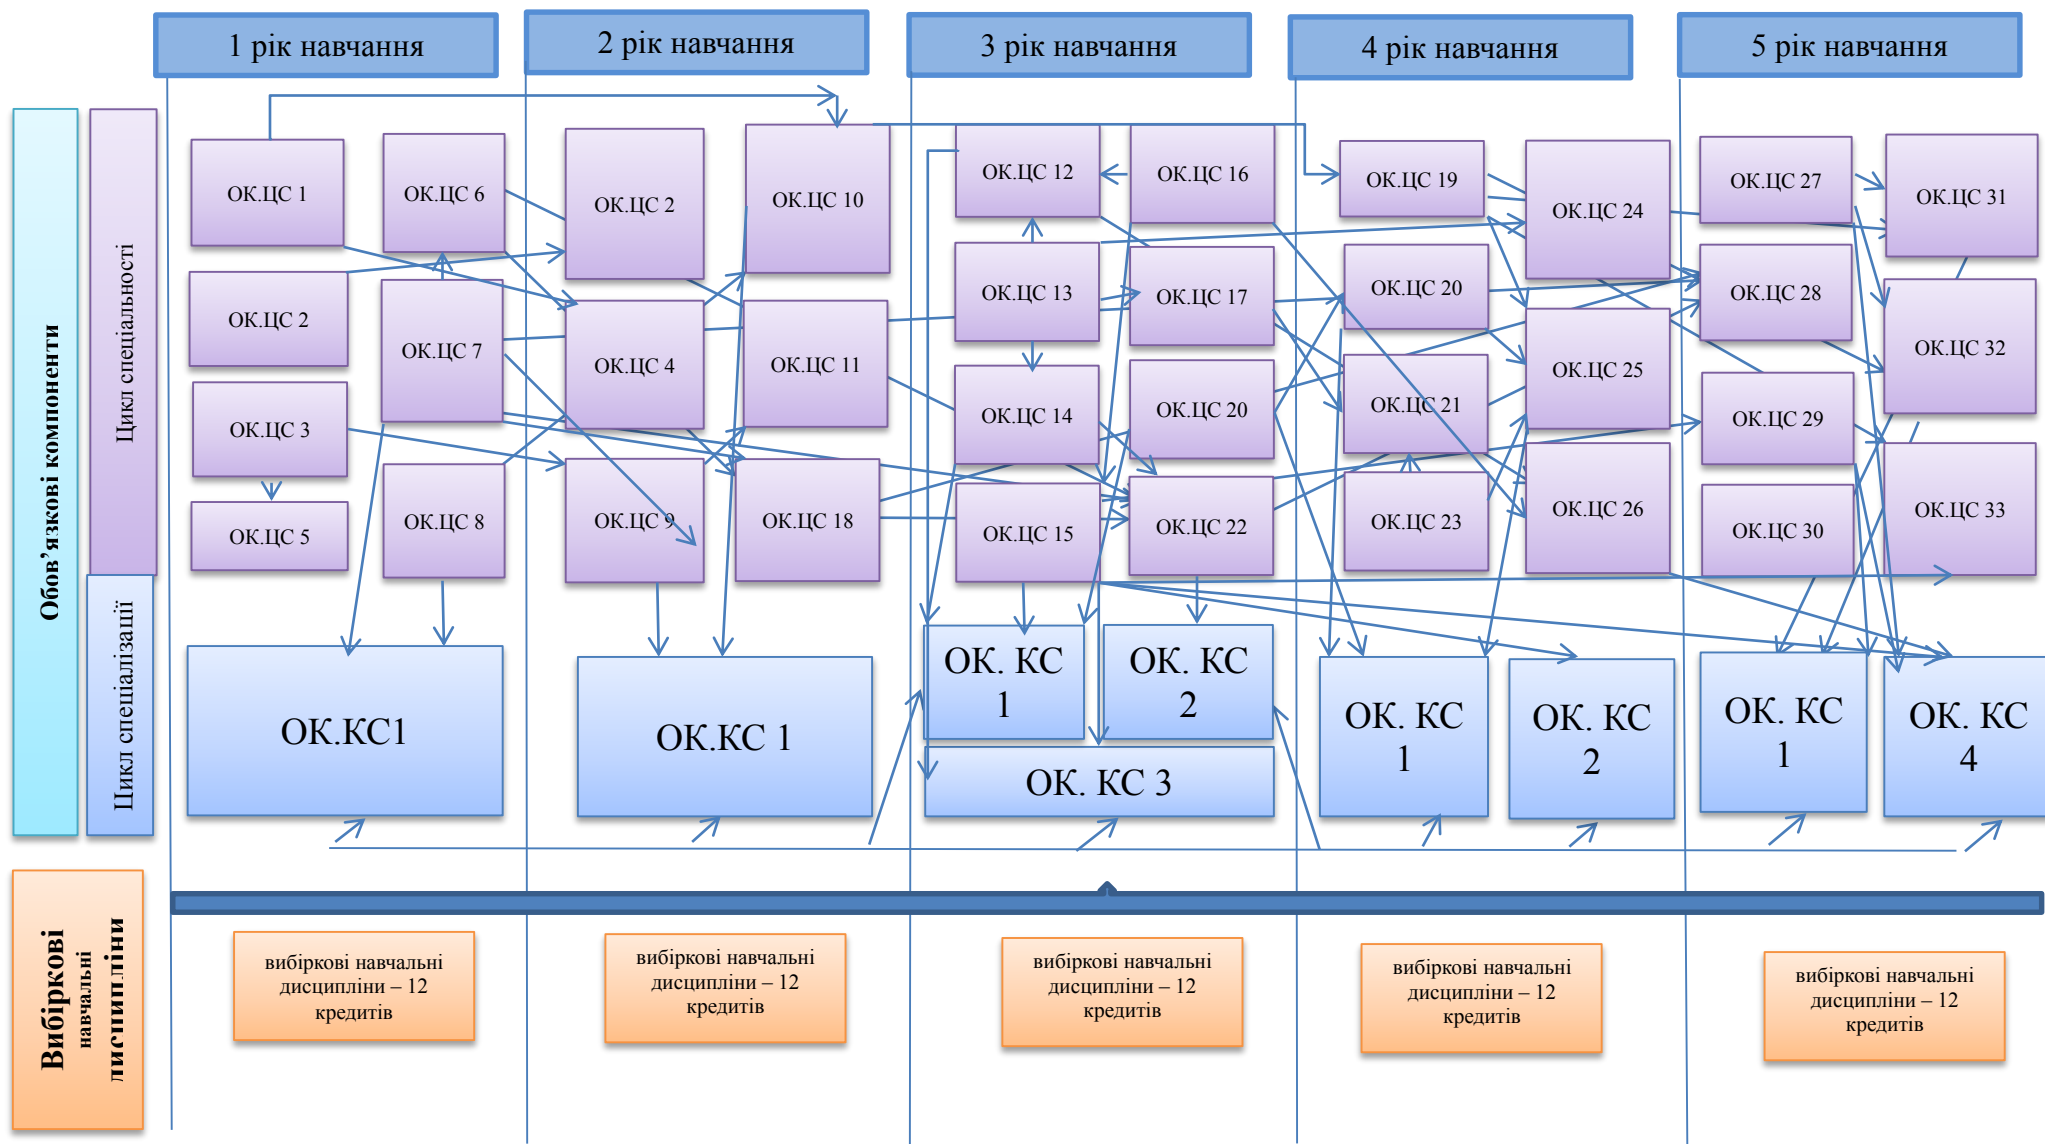 1 рік навчання
2 рік навчання
3 рік навчання
4 рік навчання
5 рік навчання
Обов’язкові компоненти
Цикл спеціальності
Цикл спеціалізації
ОК.ЦС 1
ОК.ЦС 2
ОК.ЦС 3
ОК.ЦС 5
ОК.ЦС 6
ОК.ЦС 7
ОК.ЦС 8
ОК.КС1
ОК.ЦС 2
ОК.ЦС 4
ОК.ЦС 9
ОК.ЦС 10
ОК.ЦС 11
ОК.ЦС 18
ОК.КС 1
ОК.ЦС 12
ОК.ЦС 13
ОК.ЦС 14
ОК.ЦС 15
ОК.ЦС 16
ОК.ЦС 17
ОК.ЦС 20
ОК.ЦС 22
ОК. КС
1
ОК. КС
2
ОК. КС 3
ОК.ЦС 19
ОК.ЦС 20
ОК.ЦС 21
ОК.ЦС 23
ОК.ЦС 24
ОК.ЦС 25
ОК.ЦС 26
ОК. КС
1
ОК. КС
2
ОК.ЦС 27
ОК.ЦС 28
ОК.ЦС 29
ОК.ЦС 30
ОК.ЦС 31
ОК.ЦС 32
ОК.ЦС 33
ОК. КС
1
ОК. КС
4
Вибіркові
навчальні
дисципліни
вибіркові навчальні
дисципліни – 12
кредитів
вибіркові навчальні
дисципліни – 12
кредитів
вибіркові навчальні
дисципліни – 12
кредитів
вибіркові навчальні
дисципліни – 12
кредитів
вибіркові навчальні
дисципліни – 12
кредитів